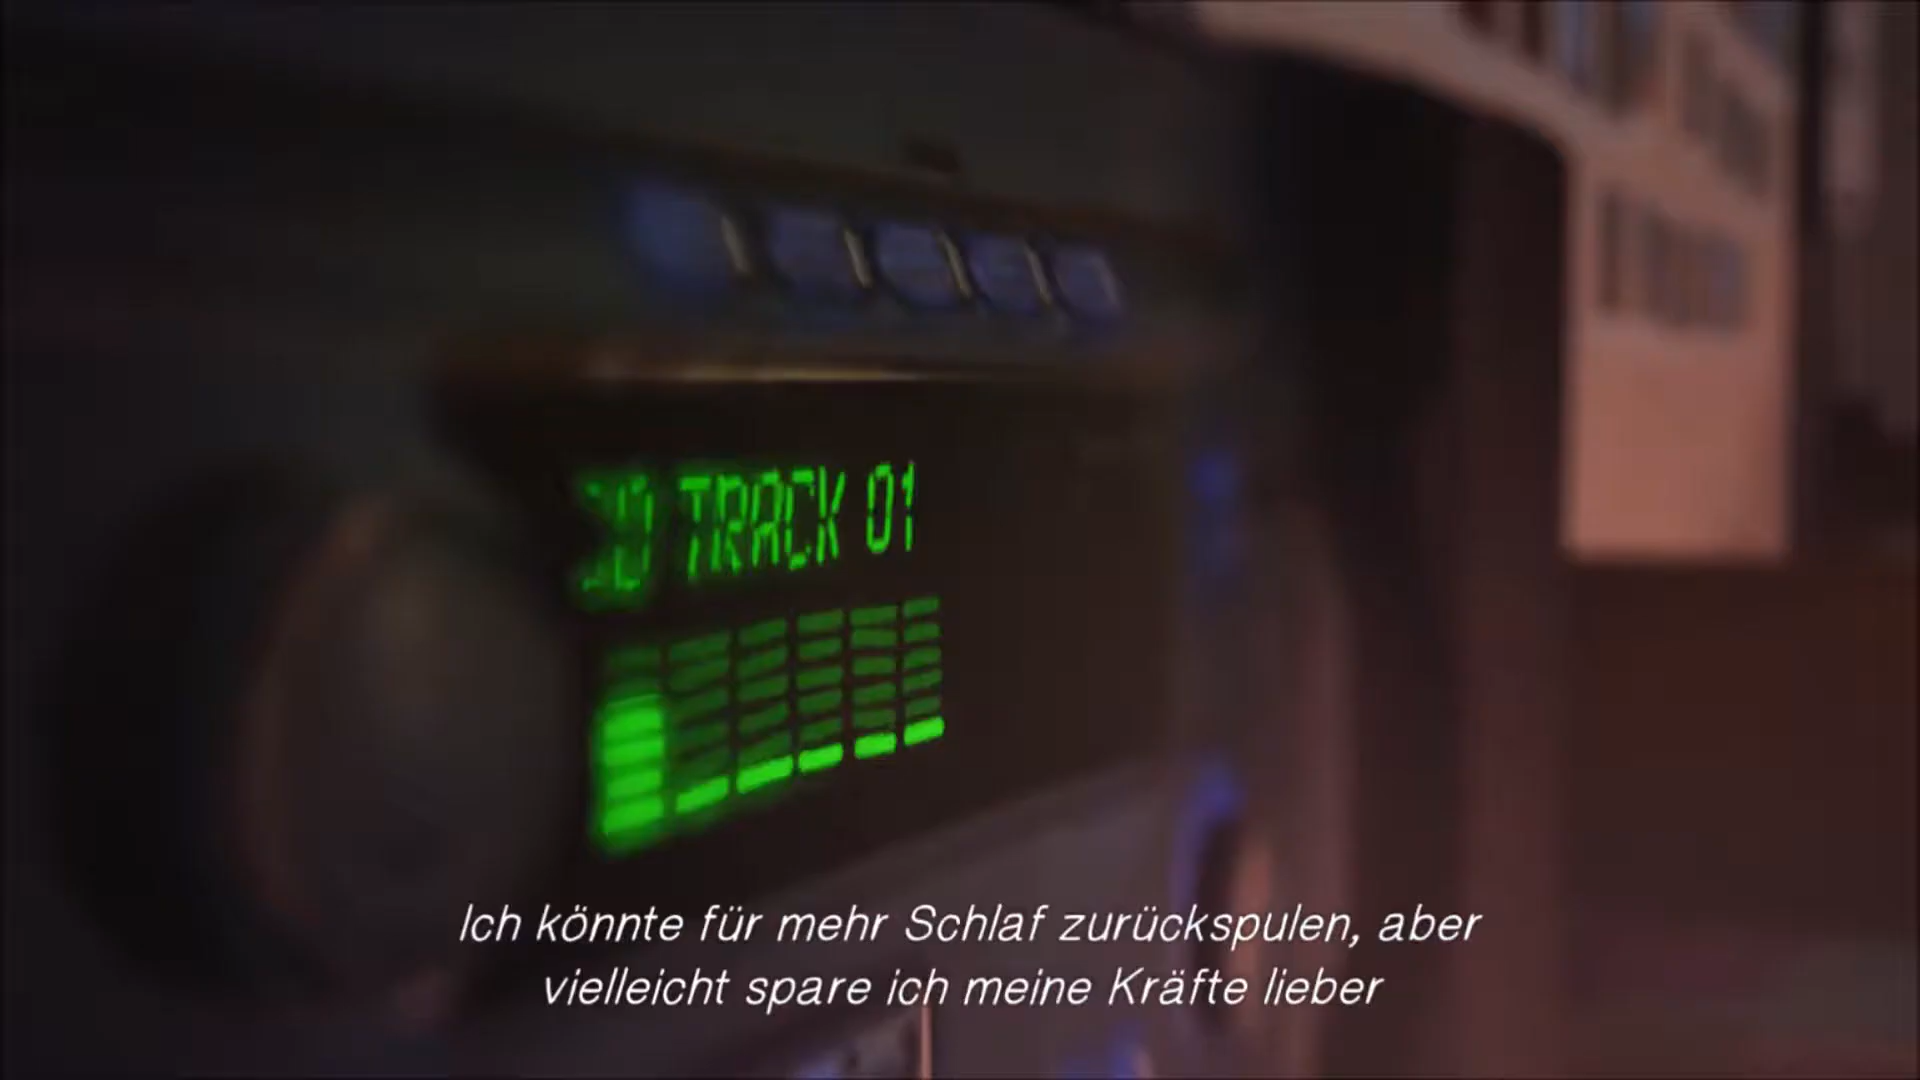 TRACK 01
Ich könnte für mehr Schlaf zurückspulen, aber
vielleicht spare ich meine Kräfte lieber